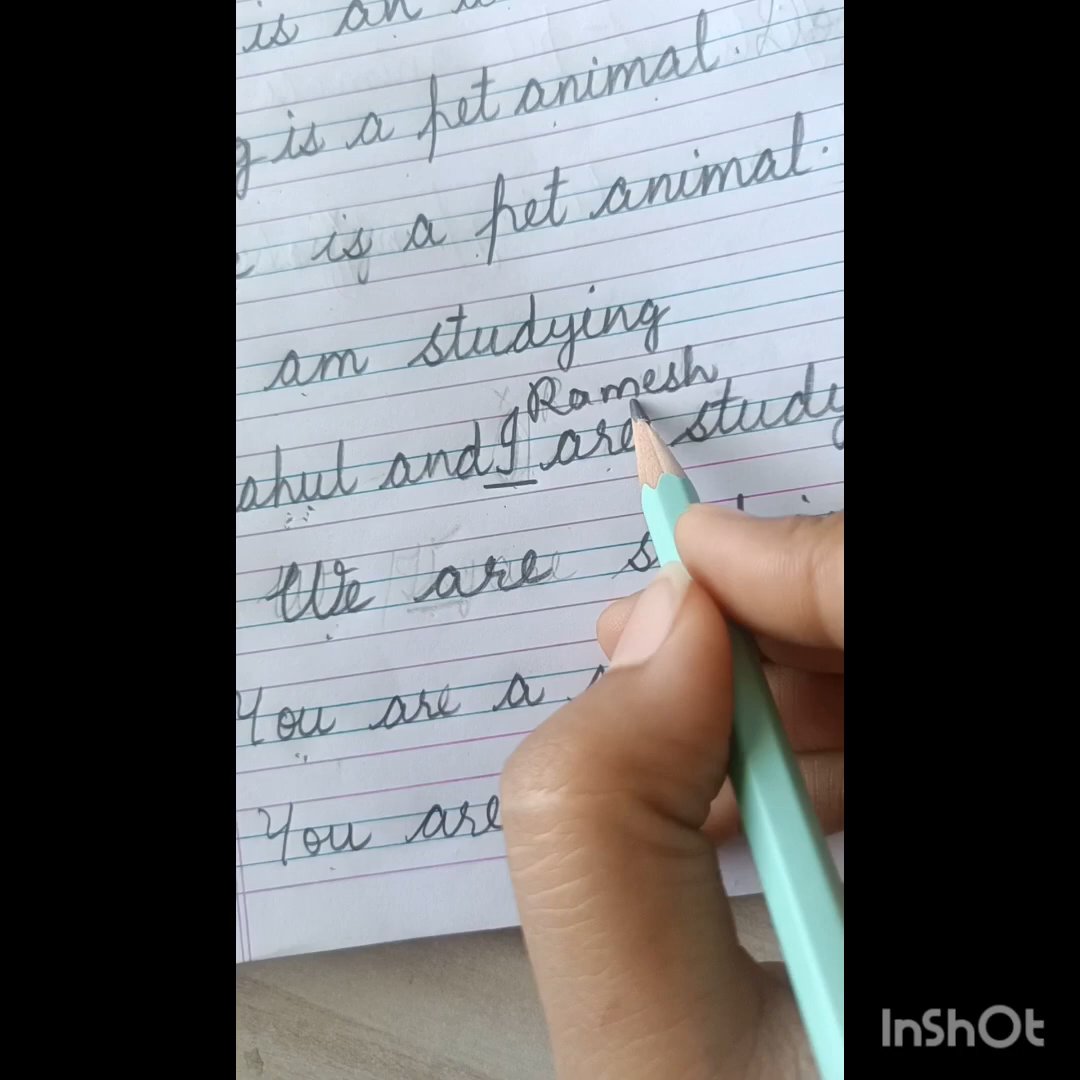 is an
is a pet animal.
is a pet animal.
am studying
Ramesh
ahul and I are study
We are s
You are a
You are
InShOt